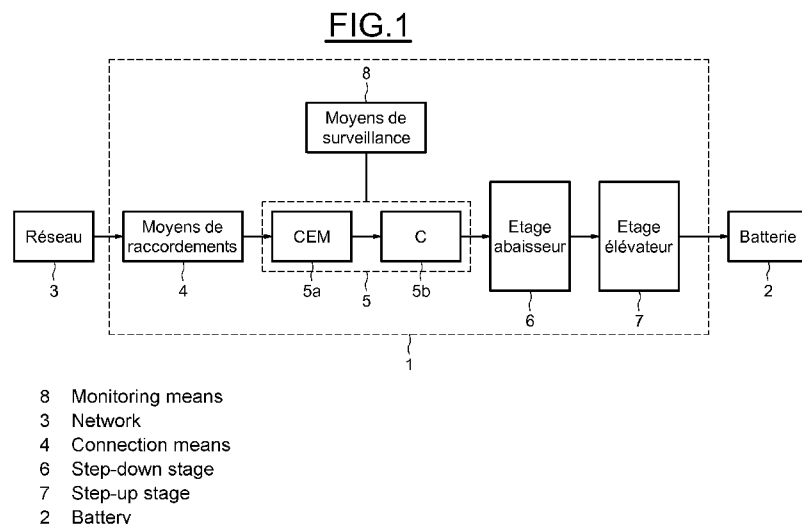 FIG.1
8
Moyens de
surveillance
Réseau
3
Moyens de
raccordements
4
CEM
5a
C
5b
5
Etage
abaisseur
6
Etage
élévateur
7
Batterie
2
1
8 Monitoring means
3 Network
4 Connection means
6 Step-down stage
7 Step-up stage
2 Battery